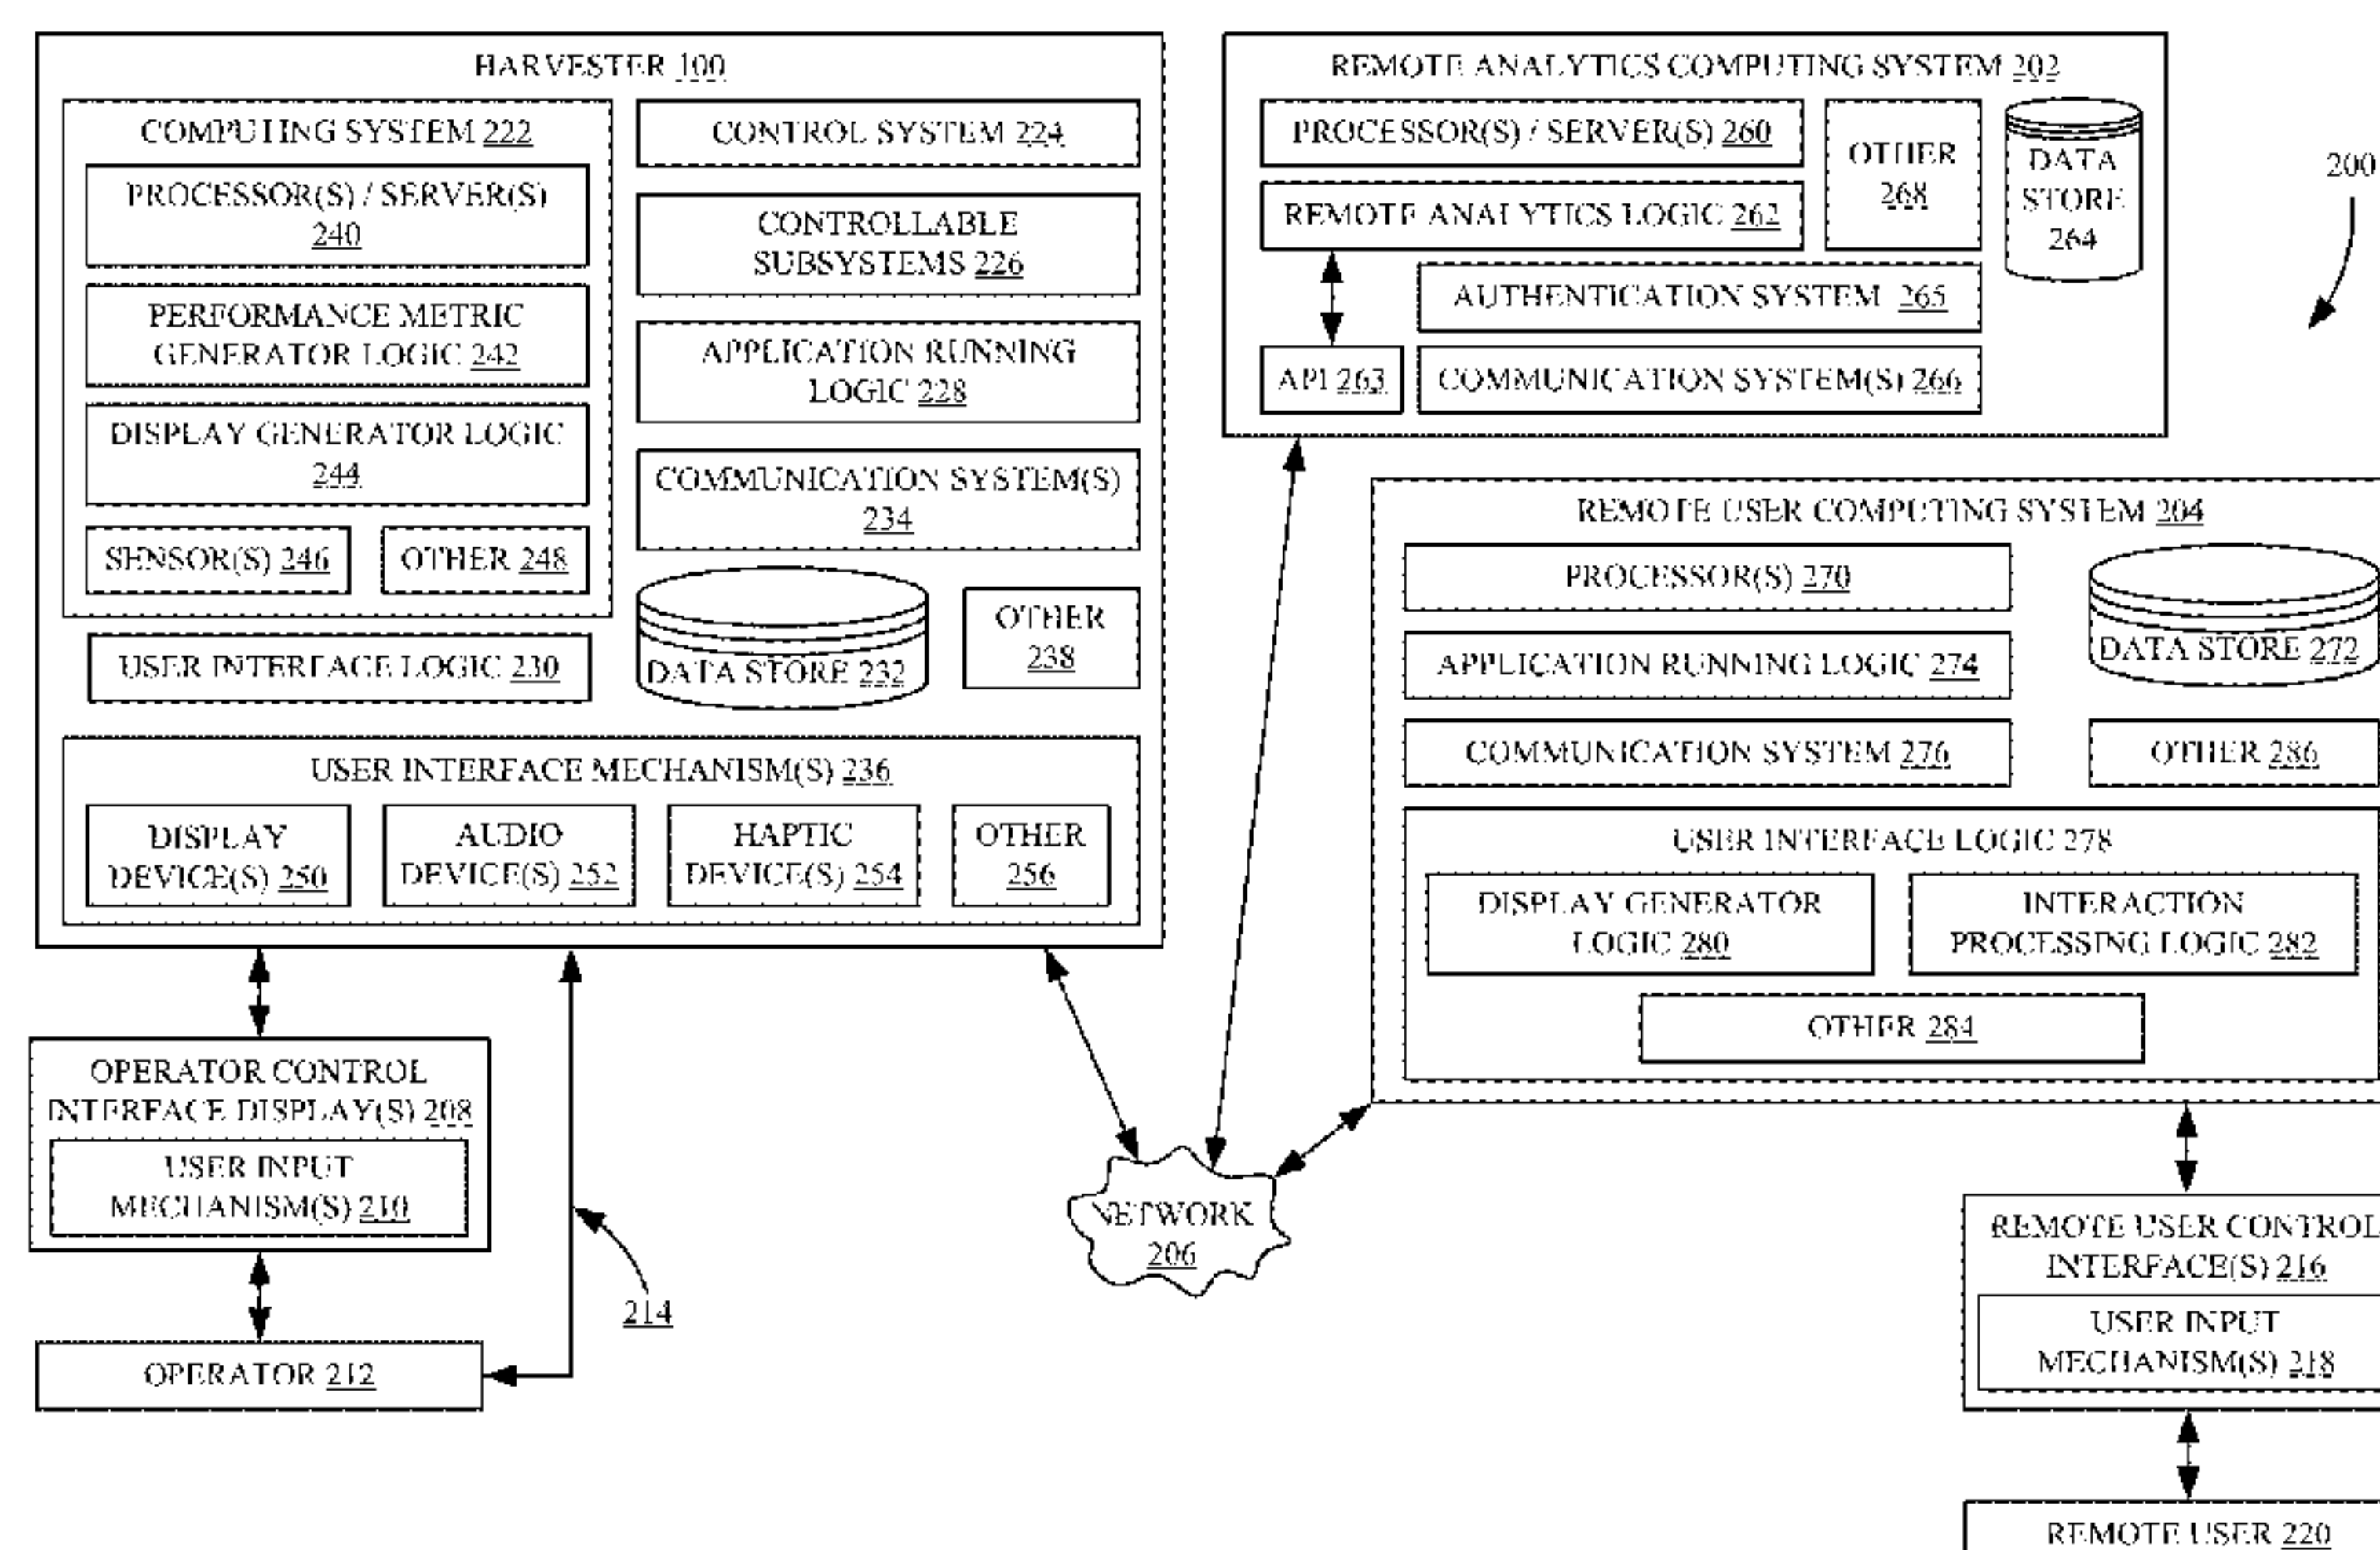 HARVESTER 100
COMPUTING SYSTEM 222
PROCESSOR(S) / SERVER(S)
240
PERFORMANCE METRIC
GENERATOR LOGIC 242
DISPLAY GENERATOR LOGIC
244
SENSOR(S) 246
OTHER 248
USER INTERFACE LOGIC 230
CONTROL SYSTEM 224
CONTROLLABLE
SUBSYSTEMS 226
APPLICATION RUNNING
LOGIC 228
COMMUNICATION SYSTEM(S)
234
DATA STORE 232
OTHER
238
USER INTERFACE MECHANISM(S) 236
DISPLAY
DEVICE(S) 250
AUDIO
DEVICE(S) 252
HAPTIC
DEVICE(S) 254
OTHER
256
OPERATOR CONTROL
INTERFACE DISPLAY(S) 208
USER INPUT
MECHANISM(S) 210
OPERATOR 212
214
NETWORK
206
REMOTE ANALYTICS COMPUTING SYSTEM 202
PROCESSOR(S) / SERVER(S) 260
REMOTE ANALYTICS LOGIC 262
OTHER
268
DATA
STORE
264
AUTHENTICATION SYSTEM 265
API 263
COMMUNICATION SYSTEM(S) 266
200
REMOTE USER COMPUTING SYSTEM 204
PROCESSOR(S) 270
APPLICATION RUNNING LOGIC 274
COMMUNICATION SYSTEM 276
DATA STORE 272
OTHER 286
USER INTERFACE LOGIC 278
DISPLAY GENERATOR
LOGIC 280
INTERACTION
PROCESSING LOGIC 282
OTHER 284
REMOTE USER CONTROL
INTERFACE(S) 216
USER INPUT
MECHANISM(S) 218
REMOTE USER 220